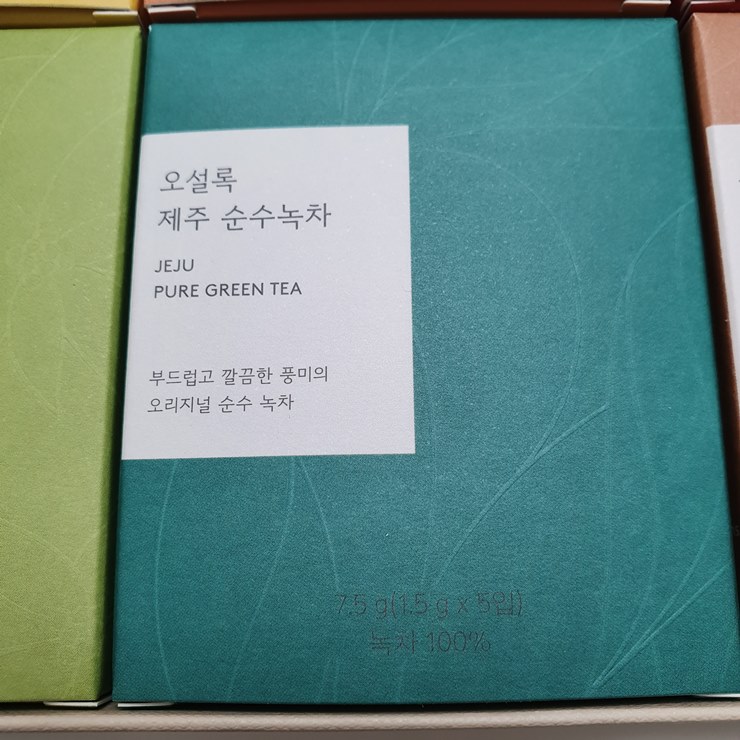 오설록
제주 순수녹차
JEJU
PURE GREEN TEA
부드럽고 깔끔한 풍미의
오리지널 순수 녹차
7.5 g(1.5 g x 5입)
녹차 100%